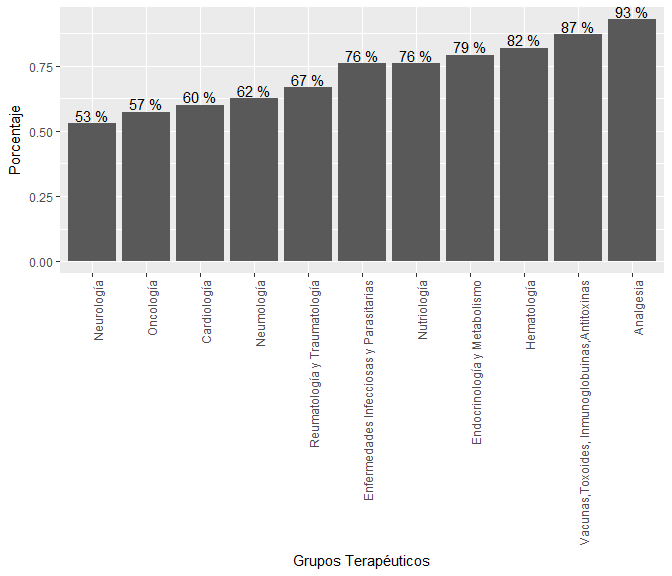 93 %
87 %
82 %
79 %
76 %
76 %
67 %
62 %
60 %
57 %
53 %
0.75
0.50
0.25
0.00
Porcentaje
Neurología
Oncología
Cardiología
Neumología
Reumatología y Traumatología
Enfermedades Infecciosas y Parasitarias
Nutriología
Endocrinología y Metabolismo
Hematología
Vacunas,Toxoides, Inmunoglobuinas,Antitoxinas
Analgesia
Grupos Terapéuticos